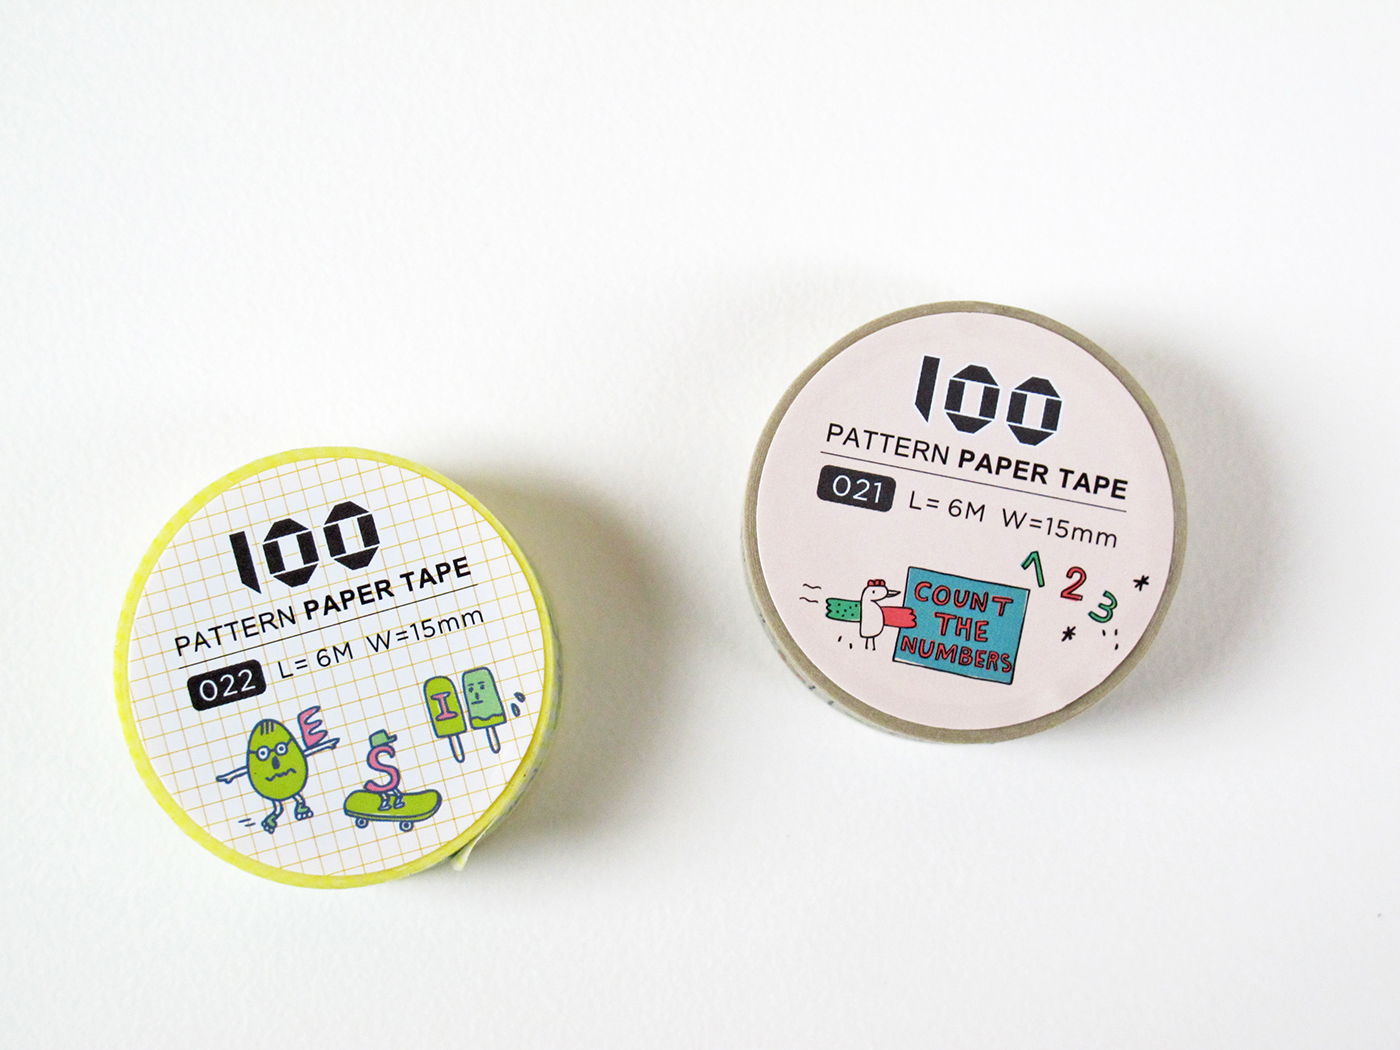 100
PATTERN PAPER TAPE
022 L= 6M W=15mm
E
S
I
100
PATTERN PAPER TAPE
021 L= 6M W=15mm
1 2 3
COUNT
THE
NUMBERS